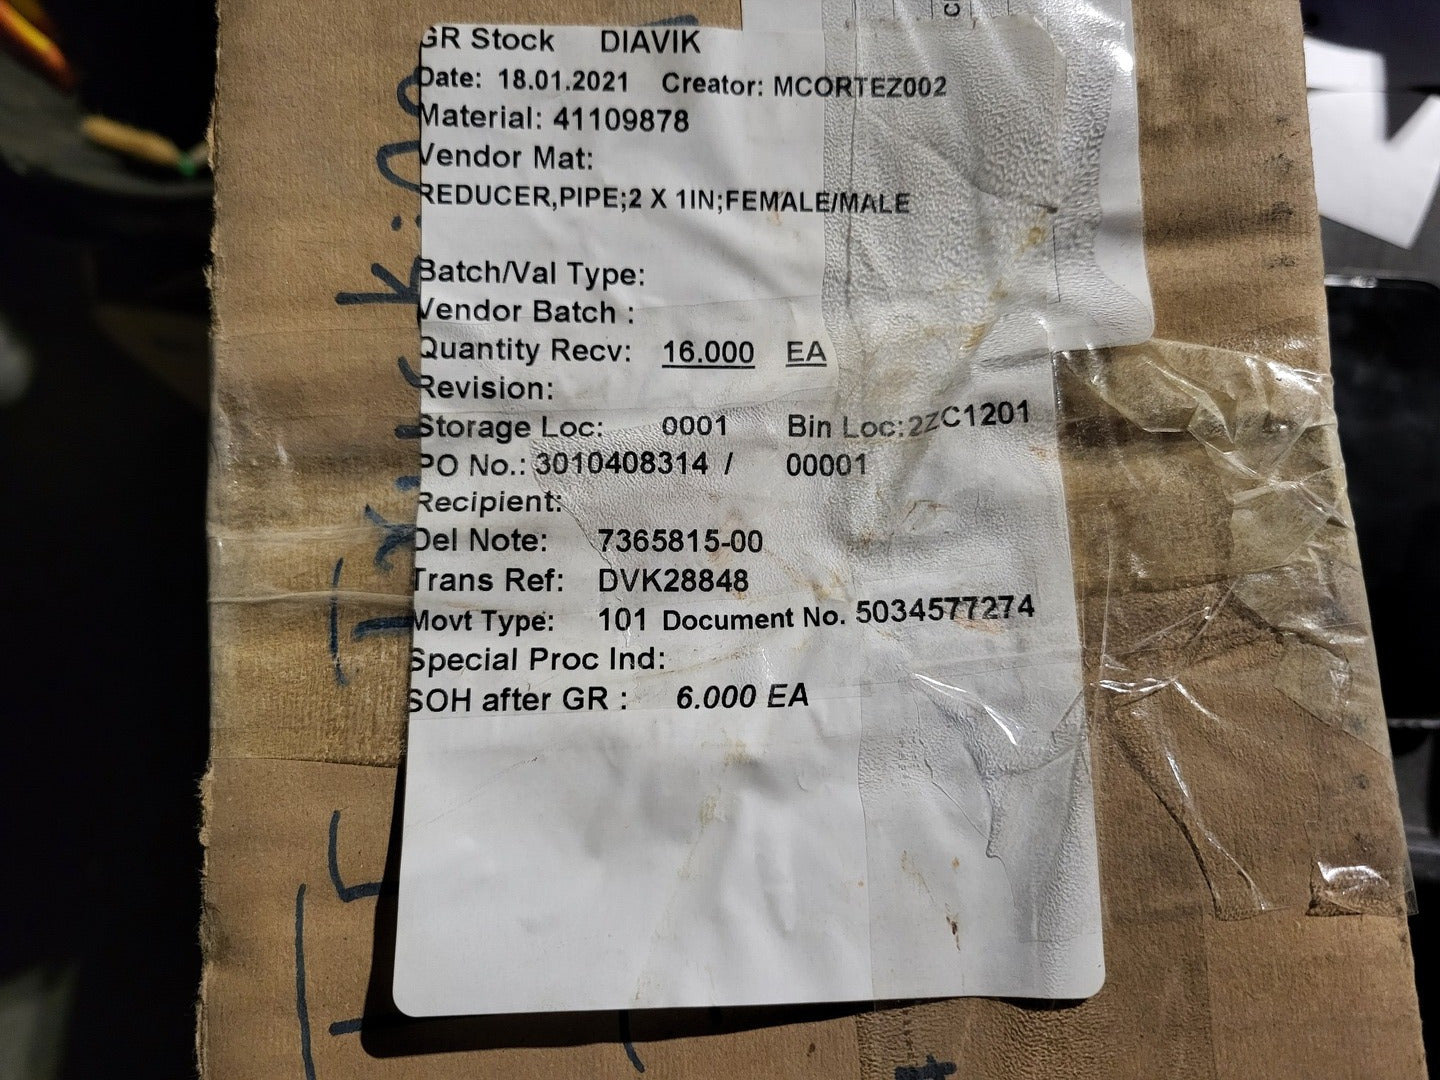 GR Stock DIAVIK
Date: 18.01.2021 Creator: MCORTEZ002
Material: 41109878
Vendor Mat:
REDUCER,PIPE;2 X 1IN;FEMALE/MALE
Batch/Val Type:
Vendor Batch :
Quantity Recv: 16.000 EA
Revision:
Storage Loc: 0001 Bin Loc:2ZC1201
PO No.: 3010408314 / 00001
Recipient:
Del Note: 7365815-00
Trans Ref: DVK28848
Movt Type: 101 Document No. 5034577274
Special Proc Ind:
SOH after GR : 6.000 EA